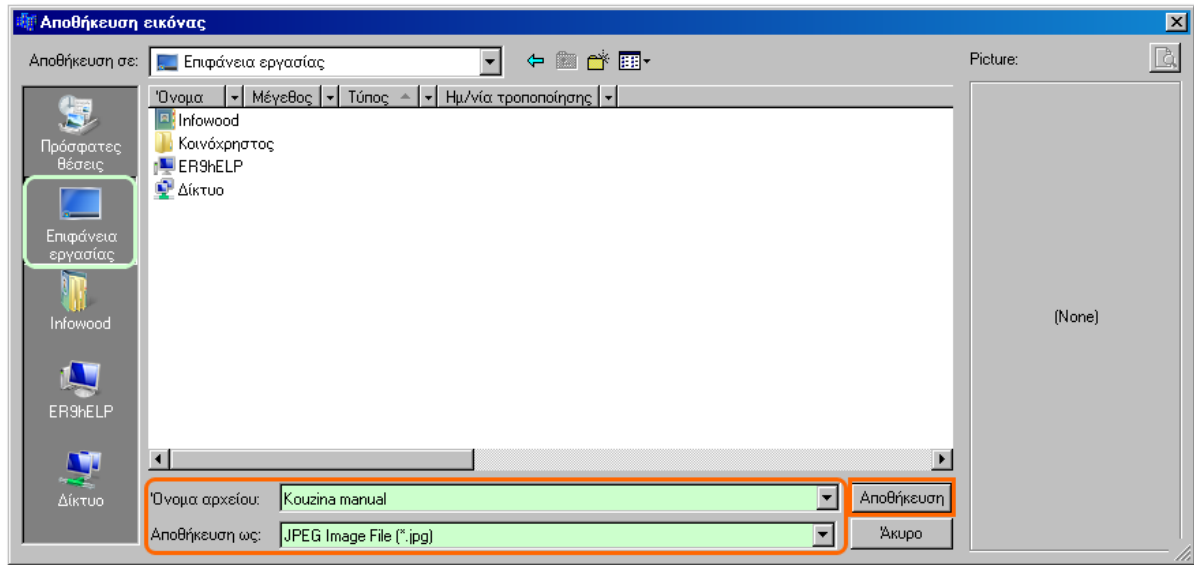 Αποθήκευση εικόνας
Αποθήκευση σε: Επιφάνεια εργασίας
Picture:
Όνομα Μέγεθος Τύπος Ημ/νία τροποποίησης
Infowood
Κοινόχρηστος
ER9hELP
Δίκτυο
Πρόσφατες
θέσεις
Επιφάνεια
εργασίας
Infowood
ER9hELP
Δίκτυο
(None)
Όνομα αρχείου: Kouzina manual Αποθήκευση
Αποθήκευση ως: JPEG Image File (*.jpg) Άκυρο